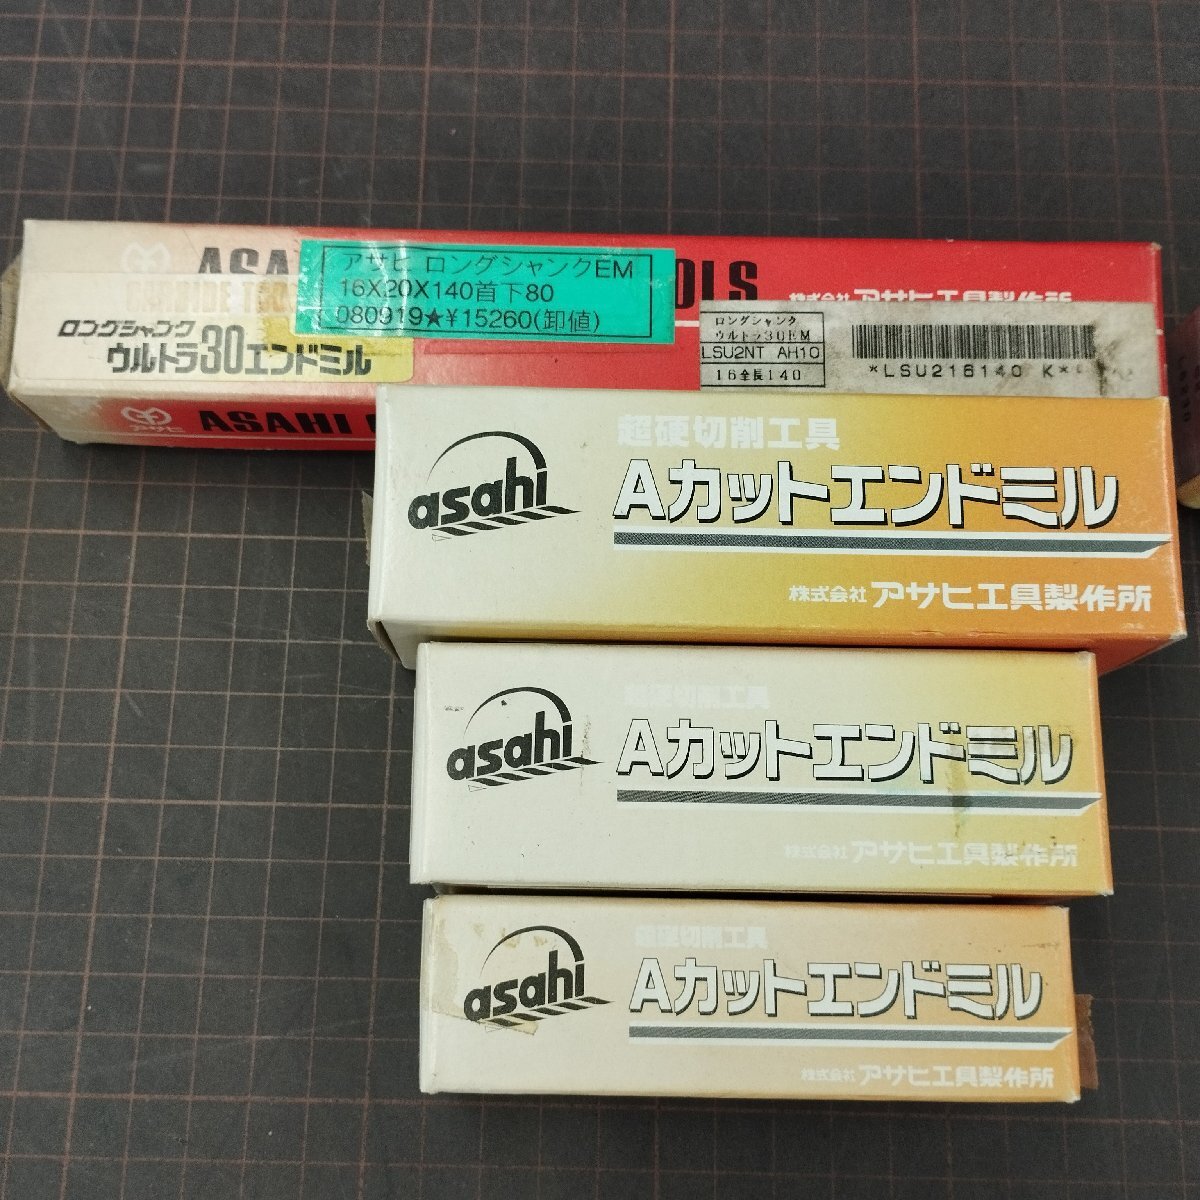 アサヒ ロングシャンクEM
16X20X140首下80
080919★¥15260(卸値)
OLS
株式会社 アサヒ工具製作所
CARBIDE TOO
ロングシャンク
ウルトラ30エンドミル
ロングシャンク
ウルトラ30EM
LSU2NT AH10
16全長140
*LSU216140 K*
アサヒ
ASAHI
asahi
超硬切削工具
Aカットエンドミル
株式会社 アサヒ工具製作所
asahi
超硬切削工具
Aカットエンドミル
株式会社 アサヒ工具製作所
asahi
超硬切削工具
Aカットエンドミル
株式会社 アサヒ工具製作所